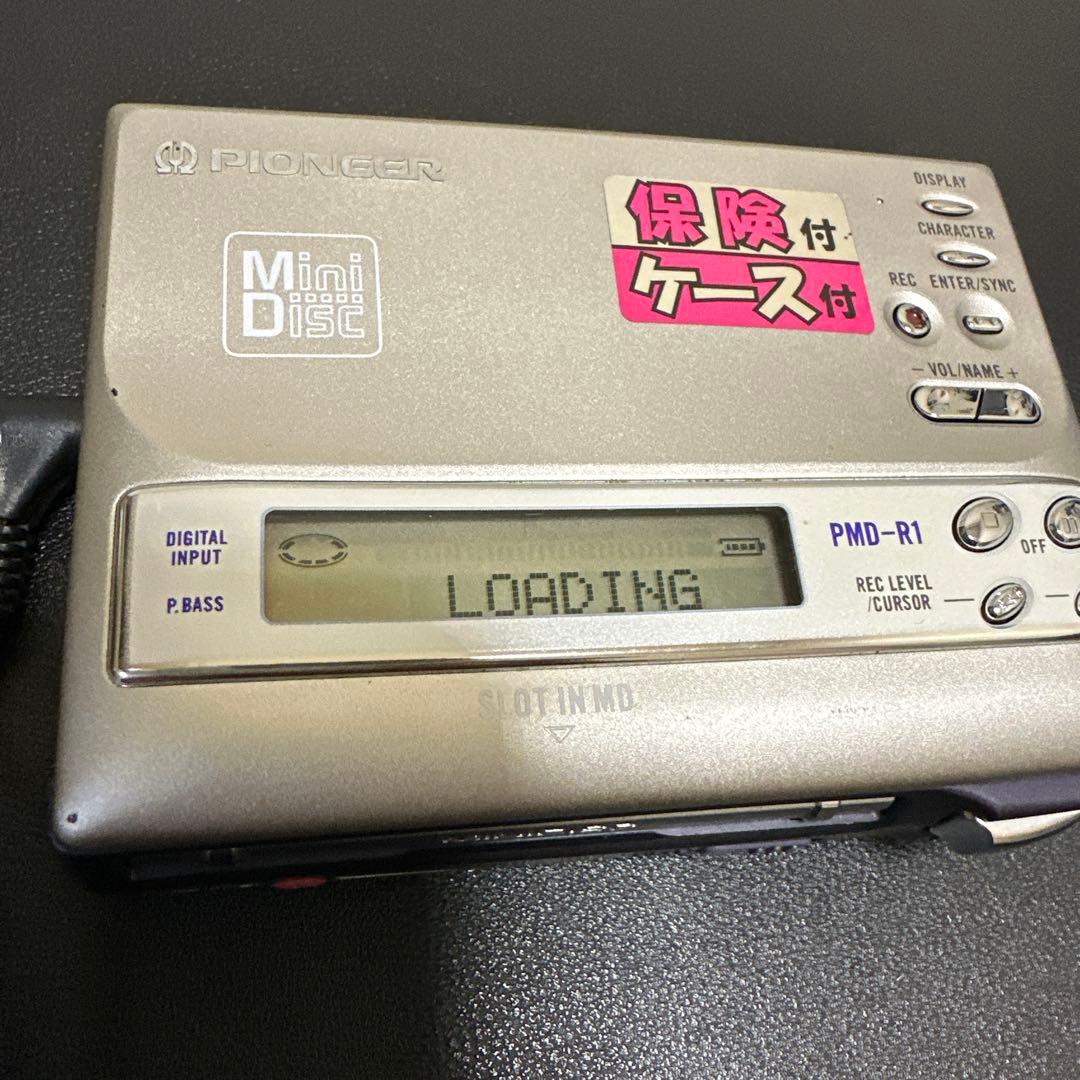 PIONEER
Mini
Disc
保険付
ケース付
DISPLAY
CHARACTER
REC ENTER/SYNC
− VOL/NAME +
DIGITAL
INPUT
P.BASS
LOADING
PMD-R1
OFF
REC LEVEL
/CURSOR
SLOT IN MD